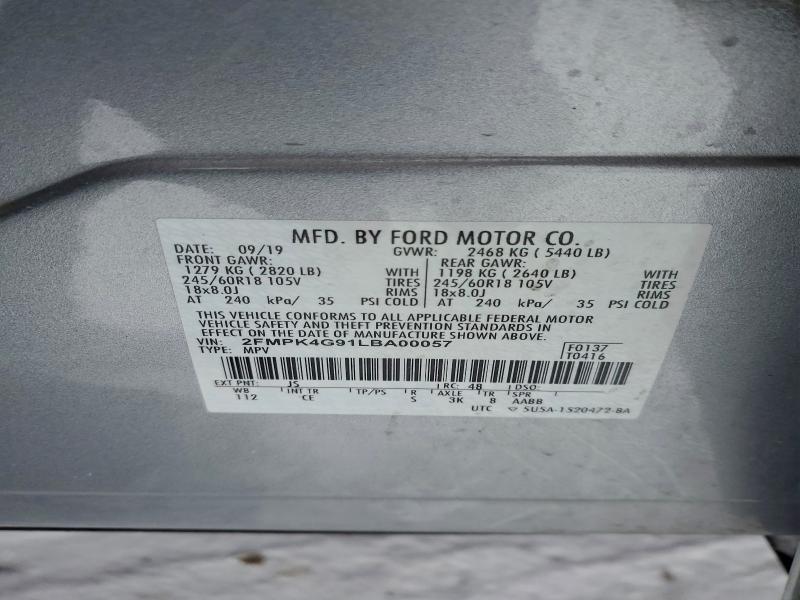 MFD. BY FORD MOTOR CO.
DATE: 09/19 GVWR: 2468 KG ( 5440 LB)
FRONT GAWR: REAR GAWR:
1279 KG ( 2820 LB) WITH 1198 KG ( 2640 LB) WITH
245/60R18 105V TIRES 245/60R18 105V TIRES
18x8.0J RIMS 18x8.0J RIMS
AT 240 kPa/ 35 PSI COLD AT 240 kPa/ 35 PSI COLD
THIS VEHICLE CONFORMS TO ALL APPLICABLE FEDERAL MOTOR
VEHICLE SAFETY AND THEFT PREVENTION STANDARDS IN
EFFECT ON THE DATE OF MANUFACTURE SHOWN ABOVE.
VIN: 2FMPK4G91LBA00057 F0137
TYPE: MPV T0416
EXT PNT: JS RC: 48 DSO:
WB INT TR TP/PS R AXLE TR SPR
112 CE S 3K 8 AABB
UTC 5USA-1520472-BA